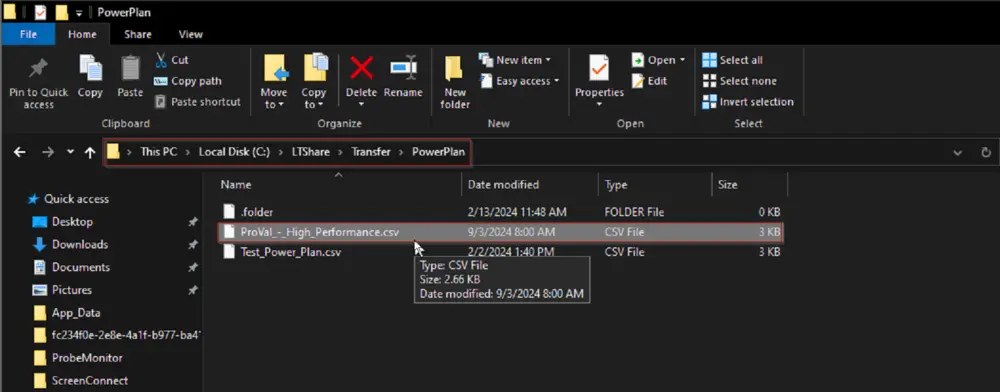 PowerPlan
File Home Share View
Pin to Quick access
Copy
Paste
Cut
Copy path
Paste shortcut
Clipboard
Move to
Copy to
Delete
Rename
Organize
New folder
New item
Easy access
New
Properties
Open
Edit
Open
Select all
Select none
Invert selection
Select
This PC > Local Disk (C:) > LTShare > Transfer > PowerPlan
Quick access
Desktop
Downloads
Documents
Pictures
App_Data
fc234f0e-2e8e-4a1f-b977-ba4
ProbeMonitor
ScreenConnect
Name Date modified Type Size
.folder 2/13/2024 11:48 AM FOLDER File 0 KB
ProVal_-_High_Performance.csv 9/3/2024 8:00 AM CSV File 3 KB
Test_Power_Plan.csv 2/2/2024 1:40 PM CSV File 3 KB
Type: CSV File
Size: 2.66 KB
Date modified: 9/3/2024 8:00 AM